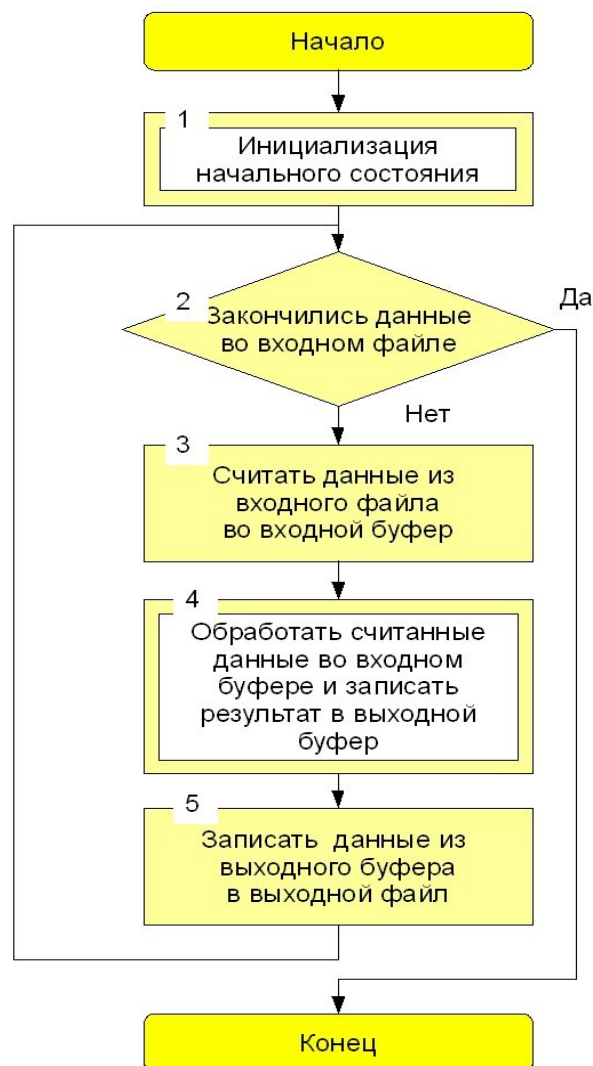 Начало
1
Инициализация
начального состояния
2
Закончились данные
во входном файле
Да
Нет
3
Считать данные из
входного файла
во входной буфер
4
Обработать считанные
данные во входном
буфере и записать
результат в выходной
буфер
5
Записать данные из
выходного буфера
в выходной файл
Конец